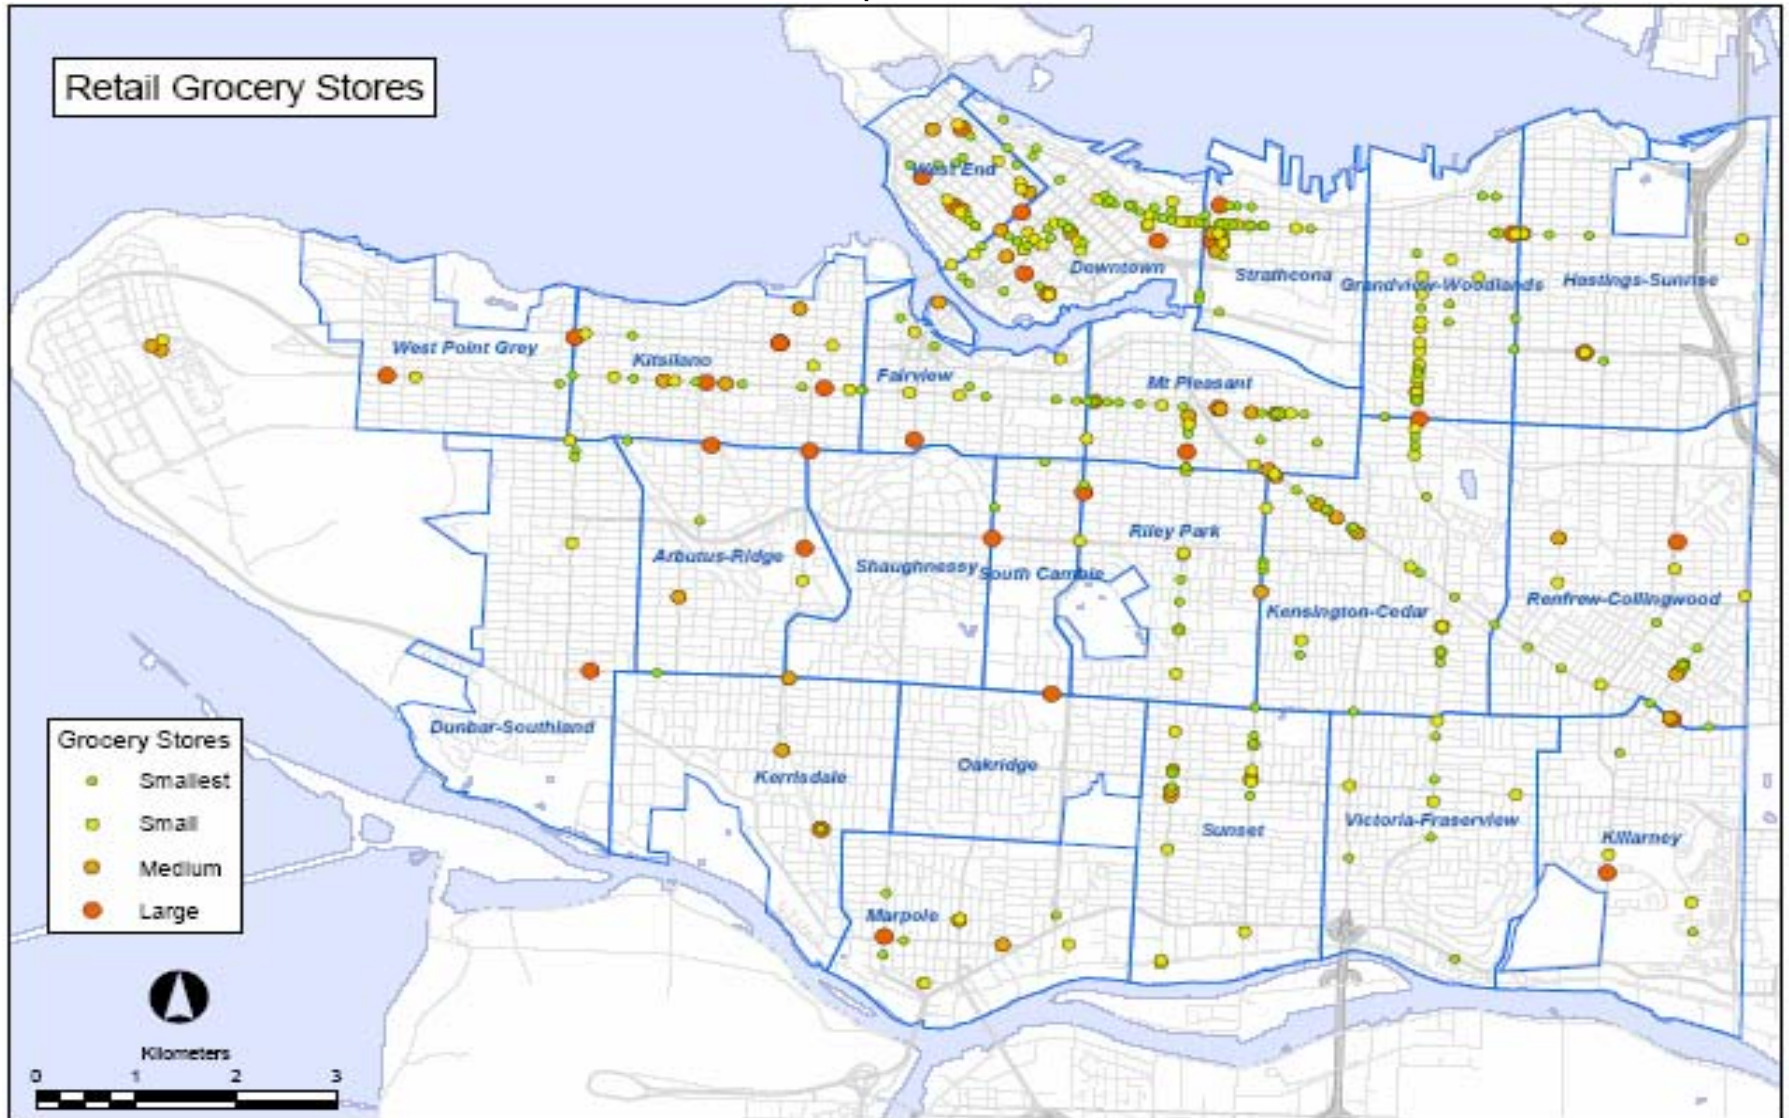 Retail Grocery Stores
West End
Downtown
Strathcona
Grandview-Woodlands
Hastings-Sunrise
West Point Grey
Kitsilano
Fairview
Mt Pleasant
Arbutus-Ridge
Shaughnessy
South Cambie
Riley Park
Kensington-Cedar
Renfrew-Collingwood
Dunbar-Southland
Kerrisdale
Oakridge
Sunset
Victoria-Fraserview
Killarney
Marpole
Grocery Stores
Smallest
Small
Medium
Large
Kilometers
0 1 2 3